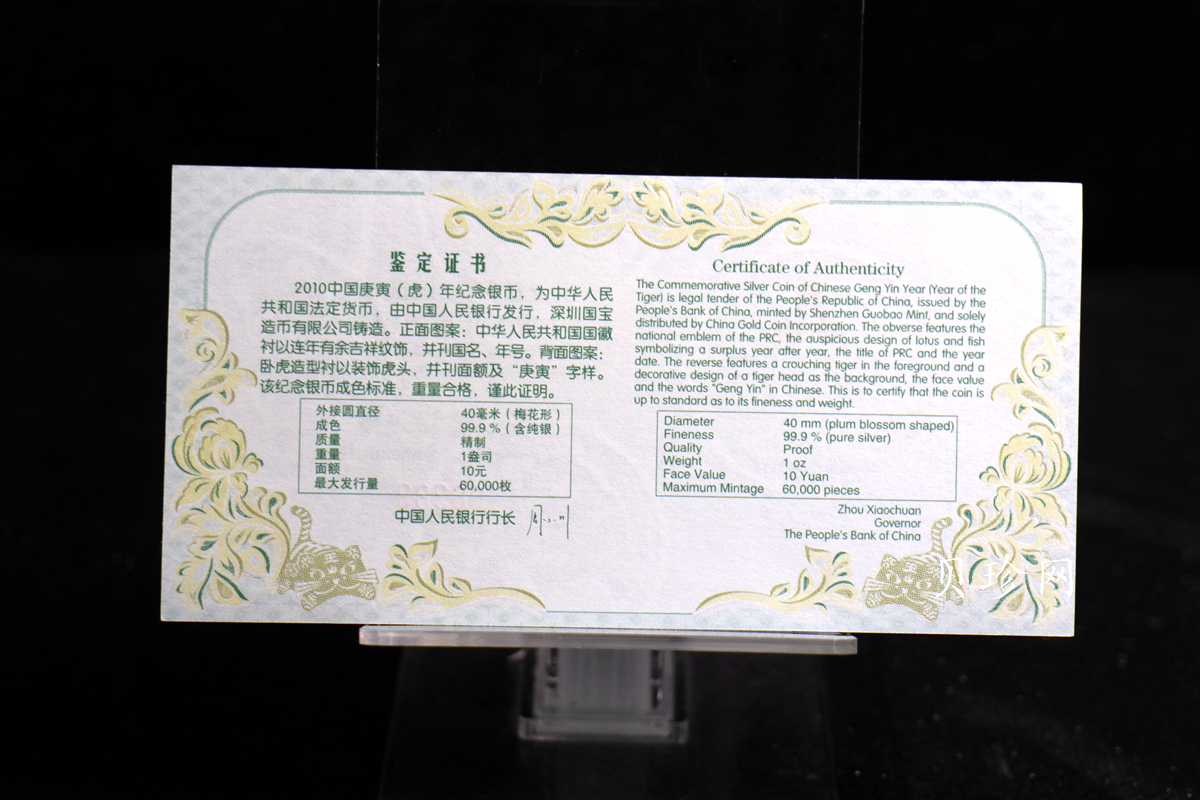 鉴定证书
2010中国庚寅（虎）年纪念银币，为中华人民
共和国法定货币，由中国人民银行发行，深圳国宝
造币有限公司铸造。正面图案：中华人民共和国国徽
衬以连年有余吉祥纹饰，并刊国名、年号。背面图案：
卧虎造型衬以装饰虎头，并刊面额及“庚寅”字样。
该纪念银币成色标准，重量合格，谨此证明。
外接圆直径 40毫米（梅花形）
成色 99.9％（含纯银）
质量 精制
重量 1盎司
面额 10元
最大发行量 60,000枚
中国人民银行行长 周小川
Certificate of Authenticity
The Commemorative Silver Coin of Chinese Geng Yin Year (Year of the
Tiger) is legal tender of the People's Republic of China, issued by the
People's Bank of China, minted by Shenzhen Guobao Mint, and solely
distributed by China Gold Coin Incorporation. The obverse features the
national emblem of the PRC, the auspicious design of lotus and fish
symbolizing a surplus year after year, the title of PRC and the year
date. The reverse features a crouching tiger in the foreground and a
decorative design of a tiger head as the background, the face value
and the words "Geng Yin" in Chinese. This is to certify that the coin is
up to standard as to its fineness and weight.
Diameter 40 mm (plum blossom shaped)
Fineness 99.9 % (pure silver)
Quality Proof
Weight 1 oz
Face Value 10 Yuan
Maximum Mintage 60,000 pieces
Zhou Xiaochuan
Governor
The People's Bank of China
贝珍网